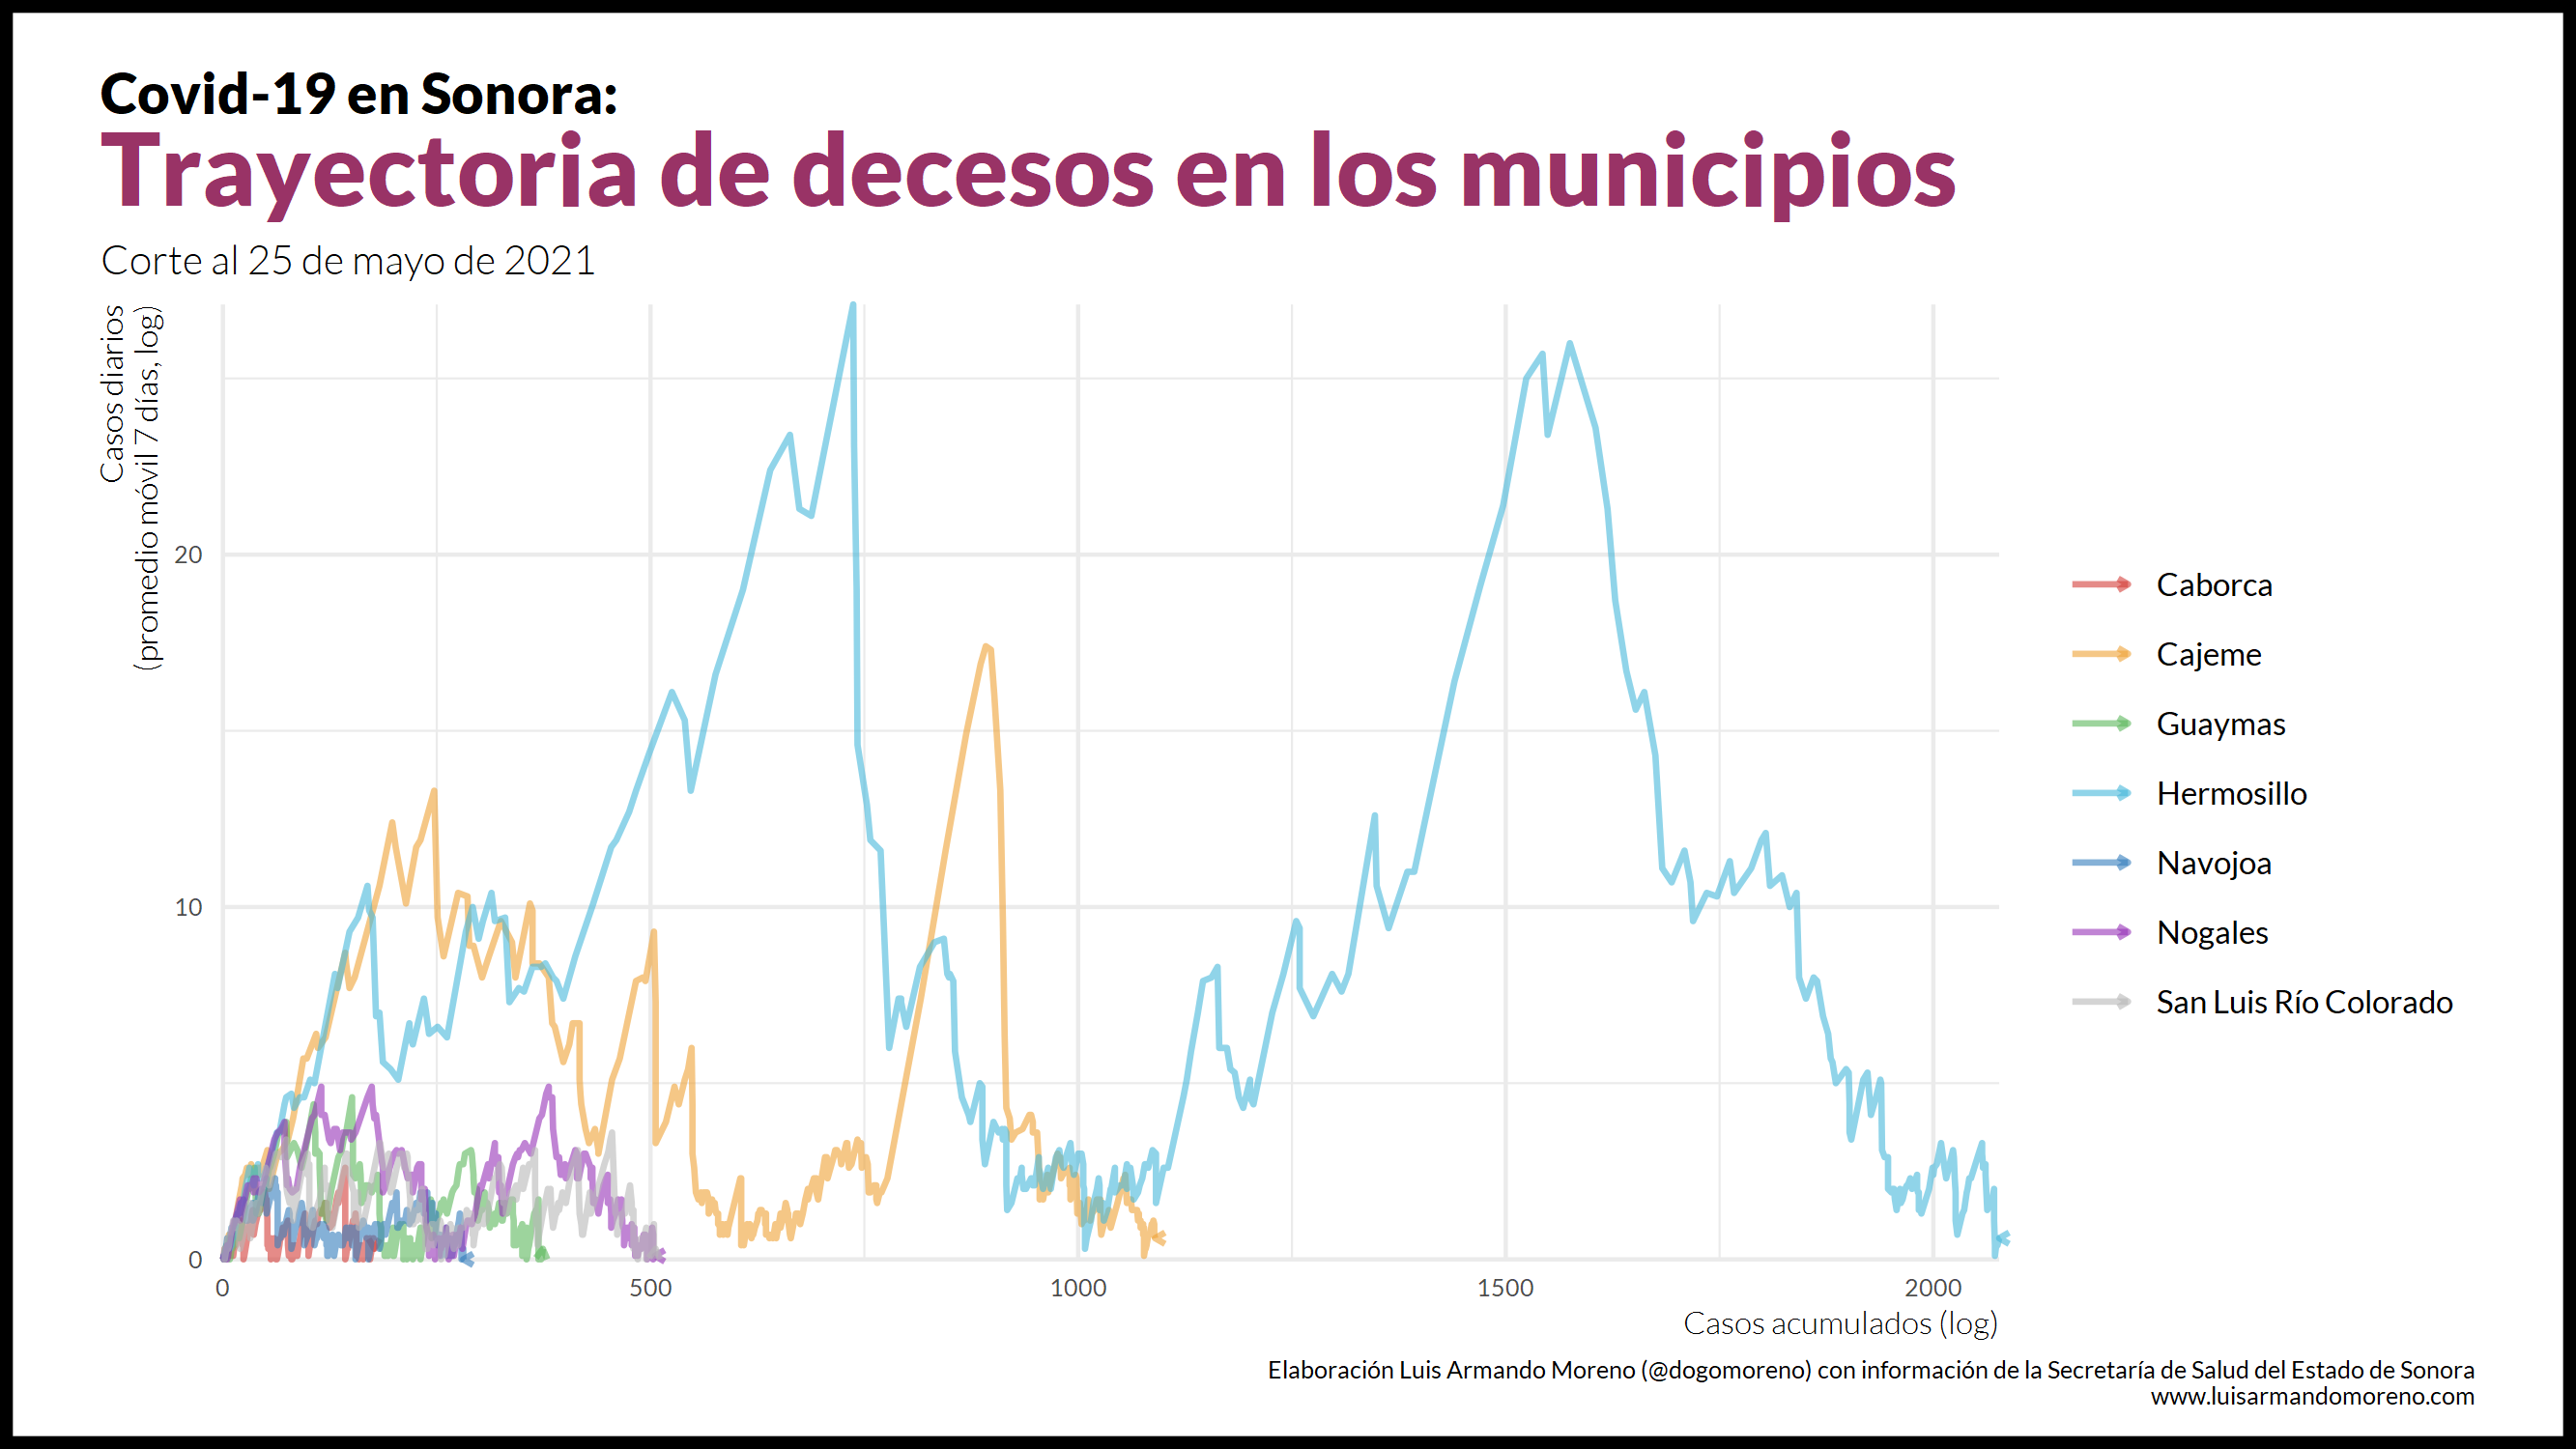 Covid-19 en Sonora:
Trayectoria de decesos en los municipios
Corte al 25 de mayo de 2021
Casos diarios
(promedio móvil 7 días, log)
20
10
0
0
500
1000
1500
2000
Casos acumulados (log)
Caborca
Cajeme
Guaymas
Hermosillo
Navojoa
Nogales
San Luis Río Colorado
Elaboración Luis Armando Moreno (@dogomoreno) con información de la Secretaría de Salud del Estado de Sonora
www.luisarmandomoreno.com